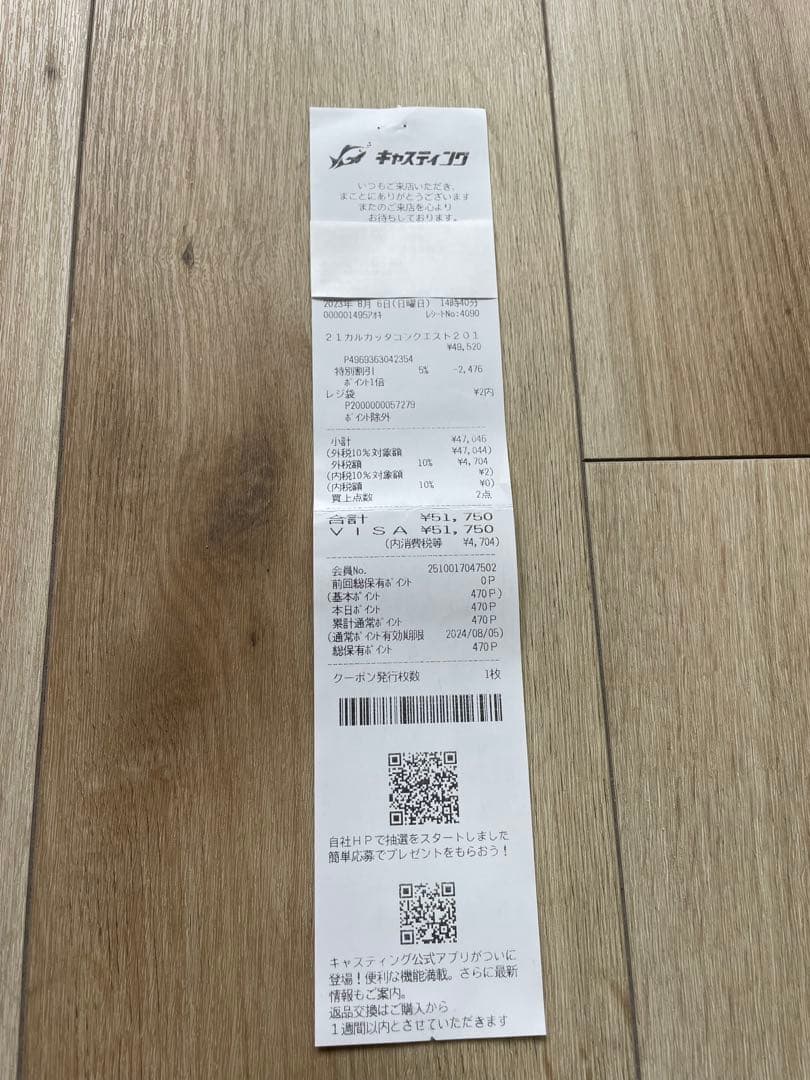 キャスティング
いつもご来店いただき、
まことにありがとうございます
またのご来店を心より
お待ちしております。
2023年 8月 6日(日曜日) 14時40分
000001495アオキ レシートNo:4090
21カルカッタコンクエスト201
¥49,520
P4969363042354
特別割引 5% -2,476
ポイント1倍
レジ袋 ¥2内
P2000000057279
ポイント除外
小計 ¥47,046
(外税10%対象額 ¥47,044)
外税額 10% ¥4,704
(内税10%対象額 ¥2)
(内税額 10% ¥0)
買上点数 2点
合計 ¥51,750
VISA ¥51,750
(内消費税等 ¥4,704)
会員No. 2510017047502
前回総保有ポイント 0P
(基本ポイント 470P)
本日ポイント 470P
累計通常ポイント 470P
(通常ポイント有効期限 2024/08/05)
総保有ポイント 470P
クーポン発行枚数 1枚
自社HPで抽選をスタートしました
簡単応募でプレゼントをもらおう!
キャスティング公式アプリがついに
登場!便利な機能満載。さらに最新
情報もご案内。
返品交換はご購入から
1週間以内とさせていただきます